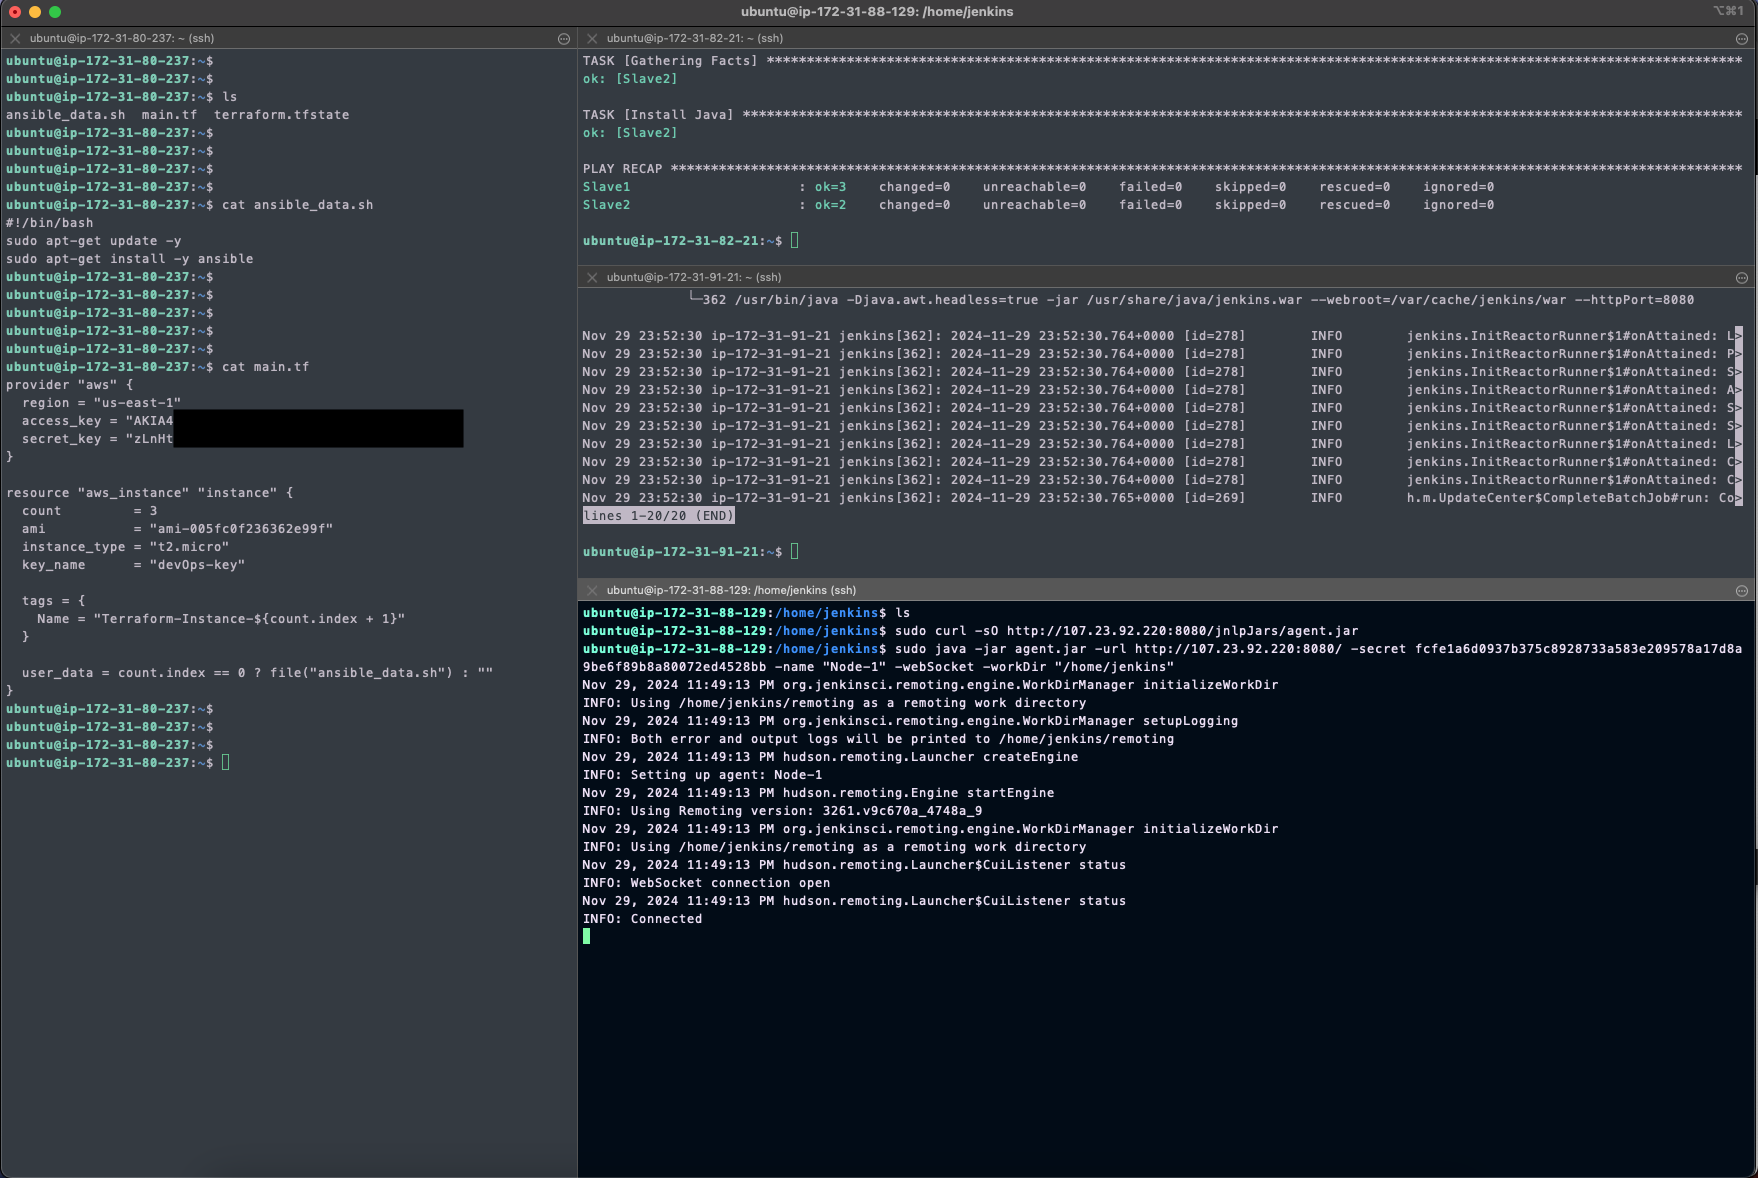 ubuntu@ip-172-31-88-129: /home/jenkins
⌥⌘1
ubuntu@ip-172-31-80-237: ~ (ssh)
ubuntu@ip-172-31-80-237:~$
ubuntu@ip-172-31-80-237:~$
ubuntu@ip-172-31-80-237:~$ ls
ansible_data.sh  main.tf  terraform.tfstate
ubuntu@ip-172-31-80-237:~$
ubuntu@ip-172-31-80-237:~$
ubuntu@ip-172-31-80-237:~$
ubuntu@ip-172-31-80-237:~$
ubuntu@ip-172-31-80-237:~$ cat ansible_data.sh
#!/bin/bash
sudo apt-get update -y
sudo apt-get install -y ansible
ubuntu@ip-172-31-80-237:~$
ubuntu@ip-172-31-80-237:~$
ubuntu@ip-172-31-80-237:~$
ubuntu@ip-172-31-80-237:~$
ubuntu@ip-172-31-80-237:~$
ubuntu@ip-172-31-80-237:~$ cat main.tf
provider "aws" {
  region = "us-east-1"
  access_key = "AKIA4
  secret_key = "zLnHt
}
resource "aws_instance" "instance" {
  count         = 3
  ami           = "ami-005fc0f236362e99f"
  instance_type = "t2.micro"
  key_name      = "devOps-key"
  tags = {
    Name = "Terraform-Instance-${count.index + 1}"
  }
  user_data = count.index == 0 ? file("ansible_data.sh") : ""
}
ubuntu@ip-172-31-80-237:~$
ubuntu@ip-172-31-80-237:~$
ubuntu@ip-172-31-80-237:~$
ubuntu@ip-172-31-80-237:~$
ubuntu@ip-172-31-82-21: ~ (ssh)
TASK [Gathering Facts] **************************************************************************************************************************
ok: [Slave2]
TASK [Install Java] *****************************************************************************************************************************
ok: [Slave2]
PLAY RECAP **************************************************************************************************************************************
Slave1                     : ok=3    changed=0    unreachable=0    failed=0    skipped=0    rescued=0    ignored=0
Slave2                     : ok=2    changed=0    unreachable=0    failed=0    skipped=0    rescued=0    ignored=0
ubuntu@ip-172-31-82-21:~$
ubuntu@ip-172-31-91-21: ~ (ssh)
└─362 /usr/bin/java -Djava.awt.headless=true -jar /usr/share/java/jenkins.war --webroot=/var/cache/jenkins/war --httpPort=8080
Nov 29 23:52:30 ip-172-31-91-21 jenkins[362]: 2024-11-29 23:52:30.764+0000 [id=278]        INFO        jenkins.InitReactorRunner$1#onAttained: L>
Nov 29 23:52:30 ip-172-31-91-21 jenkins[362]: 2024-11-29 23:52:30.764+0000 [id=278]        INFO        jenkins.InitReactorRunner$1#onAttained: P>
Nov 29 23:52:30 ip-172-31-91-21 jenkins[362]: 2024-11-29 23:52:30.764+0000 [id=278]        INFO        jenkins.InitReactorRunner$1#onAttained: S>
Nov 29 23:52:30 ip-172-31-91-21 jenkins[362]: 2024-11-29 23:52:30.764+0000 [id=278]        INFO        jenkins.InitReactorRunner$1#onAttained: A>
Nov 29 23:52:30 ip-172-31-91-21 jenkins[362]: 2024-11-29 23:52:30.764+0000 [id=278]        INFO        jenkins.InitReactorRunner$1#onAttained: S>
Nov 29 23:52:30 ip-172-31-91-21 jenkins[362]: 2024-11-29 23:52:30.764+0000 [id=278]        INFO        jenkins.InitReactorRunner$1#onAttained: S>
Nov 29 23:52:30 ip-172-31-91-21 jenkins[362]: 2024-11-29 23:52:30.764+0000 [id=278]        INFO        jenkins.InitReactorRunner$1#onAttained: L>
Nov 29 23:52:30 ip-172-31-91-21 jenkins[362]: 2024-11-29 23:52:30.764+0000 [id=278]        INFO        jenkins.InitReactorRunner$1#onAttained: C>
Nov 29 23:52:30 ip-172-31-91-21 jenkins[362]: 2024-11-29 23:52:30.764+0000 [id=278]        INFO        jenkins.InitReactorRunner$1#onAttained: C>
Nov 29 23:52:30 ip-172-31-91-21 jenkins[362]: 2024-11-29 23:52:30.765+0000 [id=269]        INFO        h.m.UpdateCenter$CompleteBatchJob#run: Co>
lines 1-20/20 (END)
ubuntu@ip-172-31-91-21:~$
ubuntu@ip-172-31-88-129: /home/jenkins (ssh)
ubuntu@ip-172-31-88-129:/home/jenkins$ ls
ubuntu@ip-172-31-88-129:/home/jenkins$ sudo curl -sO http://107.23.92.220:8080/jnlpJars/agent.jar
ubuntu@ip-172-31-88-129:/home/jenkins$ sudo java -jar agent.jar -url http://107.23.92.220:8080/ -secret fcfe1a6d0937b375c8928733a583e209578a17d8a
9be6f89b8a80072ed4528bb -name "Node-1" -webSocket -workDir "/home/jenkins"
Nov 29, 2024 11:49:13 PM org.jenkinsci.remoting.engine.WorkDirManager initializeWorkDir
INFO: Using /home/jenkins/remoting as a remoting work directory
Nov 29, 2024 11:49:13 PM org.jenkinsci.remoting.engine.WorkDirManager setupLogging
INFO: Both error and output logs will be printed to /home/jenkins/remoting
Nov 29, 2024 11:49:13 PM hudson.remoting.Launcher createEngine
INFO: Setting up agent: Node-1
Nov 29, 2024 11:49:13 PM hudson.remoting.Engine startEngine
INFO: Using Remoting version: 3261.v9c670a_4748a_9
Nov 29, 2024 11:49:13 PM org.jenkinsci.remoting.engine.WorkDirManager initializeWorkDir
INFO: Using /home/jenkins/remoting as a remoting work directory
Nov 29, 2024 11:49:13 PM hudson.remoting.Launcher$CuiListener status
INFO: WebSocket connection open
Nov 29, 2024 11:49:13 PM hudson.remoting.Launcher$CuiListener status
INFO: Connected